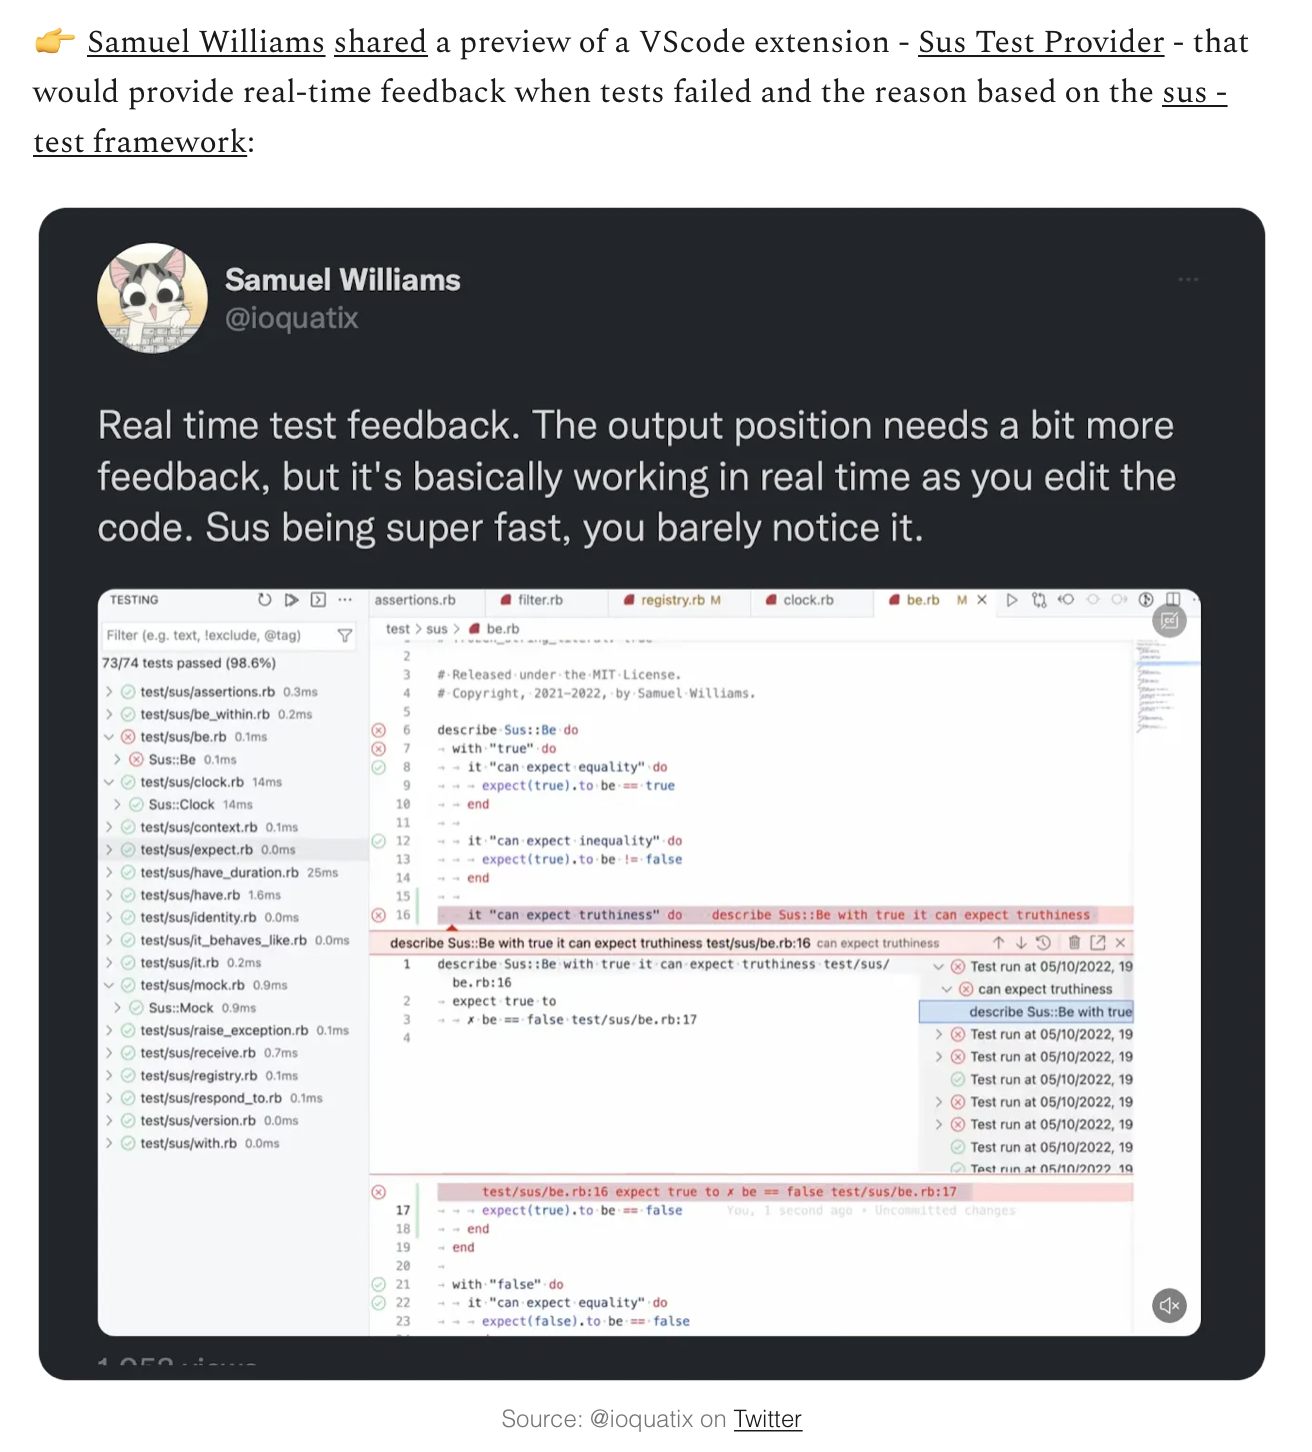 👉 Samuel Williams shared a preview of a VScode extension - Sus Test Provider - that
would provide real-time feedback when tests failed and the reason based on the sus -
test framework:
Samuel Williams
@ioquatix
Real time test feedback. The output position needs a bit more
feedback, but it's basically working in real time as you edit the
code. Sus being super fast, you barely notice it.
TESTING
Filter (e.g. text, !exclude, @tag)
73/74 tests passed (98.6%)
test/sus/assertions.rb 0.3ms
test/sus/be_within.rb 0.2ms
test/sus/be.rb 0.1ms
Sus::Be 0.1ms
test/sus/clock.rb 14ms
Sus::Clock 14ms
test/sus/context.rb 0.1ms
test/sus/expect.rb 0.0ms
test/sus/have_duration.rb 25ms
test/sus/have.rb 1.6ms
test/sus/identity.rb 0.0ms
test/sus/it_behaves_like.rb 0.0ms
test/sus/it.rb 0.2ms
test/sus/mock.rb 0.9ms
Sus::Mock 0.9ms
test/sus/raise_exception.rb 0.1ms
test/sus/receive.rb 0.7ms
test/sus/registry.rb 0.1ms
test/sus/respond_to.rb 0.1ms
test/sus/version.rb 0.0ms
test/sus/with.rb 0.0ms
assertions.rb filter.rb registry.rb M clock.rb be.rb M
test > sus > be.rb
2
3 # Released under the MIT License.
4 # Copyright, 2021-2022, by Samuel Williams.
5
6 describe Sus::Be do
7 with "true" do
8 it "can expect equality" do
9 expect(true).to be == true
10 end
11
12 it "can expect inequality" do
13 expect(true).to be != false
14 end
15
16 it "can expect truthiness" do describe Sus::Be with true it can expect truthiness
describe Sus::Be with true it can expect truthiness test/sus/be.rb:16 can expect truthiness
1 describe Sus::Be with true it can expect truthiness test/sus/
be.rb:16
2 expect true to
3 ✗ be == false test/sus/be.rb:17
4
Test run at 05/10/2022, 19
can expect truthiness
describe Sus::Be with true
Test run at 05/10/2022, 19
Test run at 05/10/2022, 19
Test run at 05/10/2022, 19
Test run at 05/10/2022, 19
Test run at 05/10/2022, 19
Test run at 05/10/2022, 19
Test run at 05/10/2022, 19
test/sus/be.rb:16 expect true to ✗ be == false test/sus/be.rb:17
17 expect(true).to be == false You, 1 second ago • Uncommitted changes
18 end
19 end
20
21 with "false" do
22 it "can expect equality" do
23 expect(false).to be == false
Source: @ioquatix on Twitter